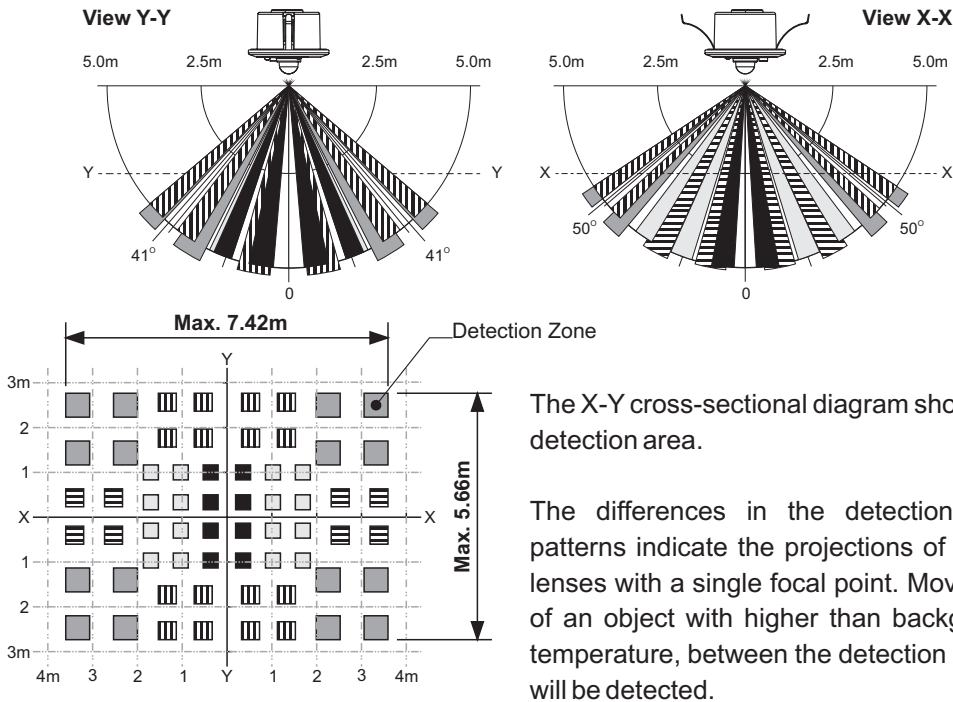 View Y-Y
View X-X
5.0m 2.5m 2.5m 5.0m
5.0m 2.5m 2.5m 5.0m
Y Y
X X
41° 41°
50° 50°
0
0
Max. 7.42m
Detection Zone
Y
3m
2
1
X X
1
2
3m
4m 3 2 1 Y 1 2 3 4m
Max. 5.66m
The X-Y cross-sectional diagram sho
detection area.
The differences in the detection
patterns indicate the projections of
lenses with a single focal point. Mov
of an object with higher than backg
temperature, between the detection
will be detected.